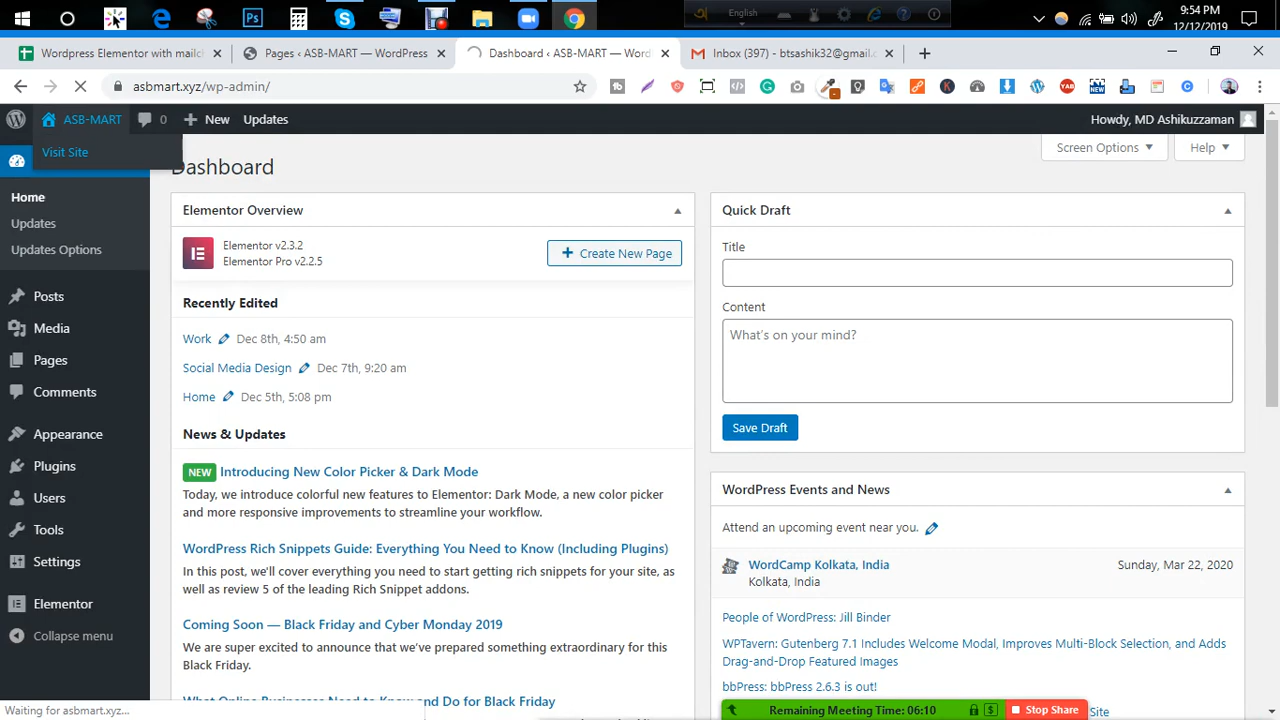 English
9:54 PM
12/12/2019
Wordpress Elementor with mailch
Pages ‹ ASB-MART — WordPress
Dashboard ‹ ASB-MART — Word
Inbox (397) - btsashik32@gmail.c
asbmart.xyz/wp-admin/
ASB-MART
0
New
Updates
Howdy, MD Ashikuzzaman
Visit Site
Dashboard
Screen Options
Help
Home
Updates
Updates Options
Posts
Media
Pages
Comments
Appearance
Plugins
Users
Tools
Settings
Elementor
Collapse menu
Elementor Overview
Elementor v2.3.2
Elementor Pro v2.2.5
Create New Page
Recently Edited
Work Dec 8th, 4:50 am
Social Media Design Dec 7th, 9:20 am
Home Dec 5th, 5:08 pm
News & Updates
NEW Introducing New Color Picker & Dark Mode
Today, we introduce colorful new features to Elementor: Dark Mode, a new color picker
and more responsive improvements to streamline your workflow.
WordPress Rich Snippets Guide: Everything You Need to Know (Including Plugins)
In this post, we'll cover everything you need to start getting rich snippets for your site, as
well as review 5 of the leading Rich Snippet addons.
Coming Soon — Black Friday and Cyber Monday 2019
We are super excited to announce that we've prepared something extraordinary for this
Black Friday.
What Online Businesses Need to Know and Do for Black Friday
Quick Draft
Title
Content
What's on your mind?
Save Draft
WordPress Events and News
Attend an upcoming event near you.
WordCamp Kolkata, India
Sunday, Mar 22, 2020
Kolkata, India
People of WordPress: Jill Binder
WPTavern: Gutenberg 7.1 Includes Welcome Modal, Improves Multi-Block Selection, and Adds
Drag-and-Drop Featured Images
bbPress: bbPress 2.6.3 is out!
Waiting for asbmart.xyz...
Remaining Meeting Time: 06:10
Stop Share
Site